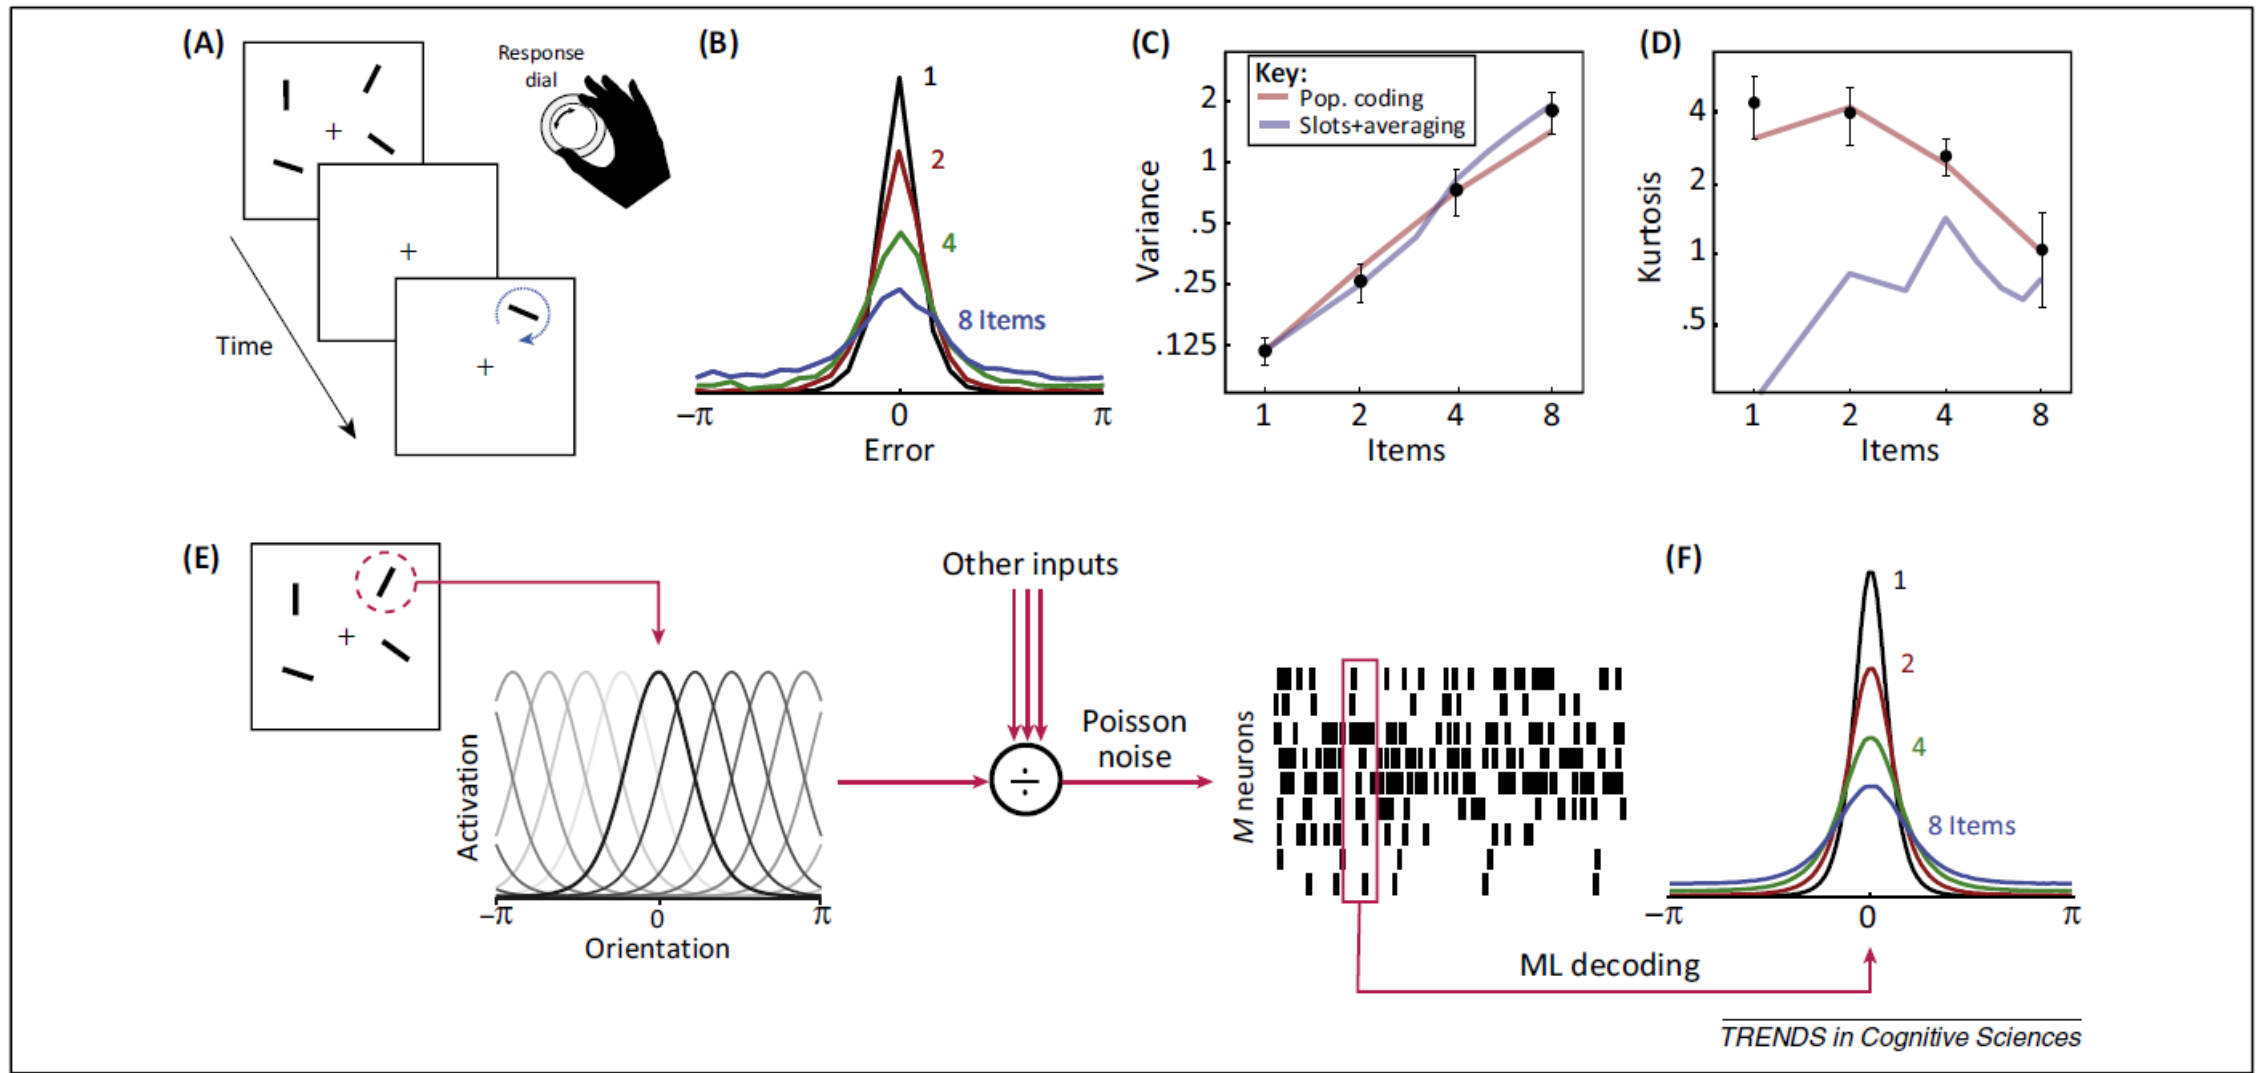 (A)
Response
dial
+
+
+
Time
(B)
1
2
4
8 Items
−π 0 π
Error
(C)
Key:
Pop. coding
Slots+averaging
Variance
2
1
.5
.25
.125
1 2 4 8
Items
(D)
Kurtosis
4
2
1
.5
1 2 4 8
Items
(E)
+
Activation
−π 0 π
Orientation
Other inputs
÷
Poisson
noise
M neurons
ML decoding
(F)
1
2
4
8 Items
−π 0 π
TRENDS in Cognitive Sciences